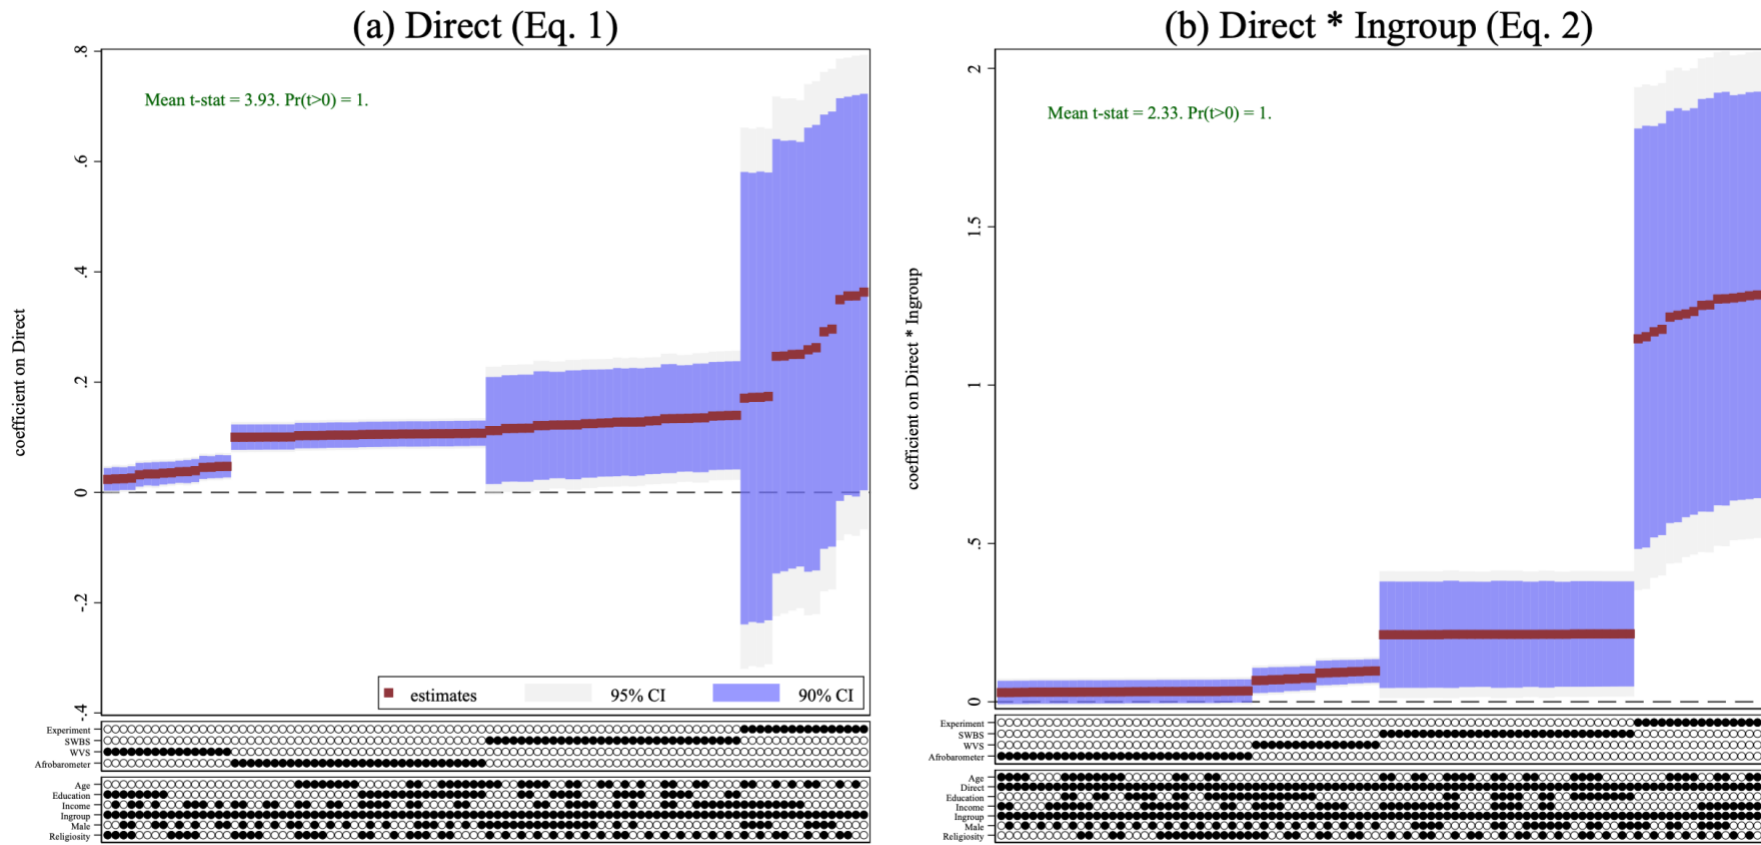 (a) Direct (Eq. 1)
coefficient on Direct
.8
.6
.4
.2
0
-.2
-.4
Mean t-stat = 3.93. Pr(t>0) = 1.
estimates
95% CI
90% CI
Experiment
SWBS
WVS
Afrobarometer
Age
Education
Income
Ingroup
Male
Religiosity
(b) Direct * Ingroup (Eq. 2)
coefficient on Direct * Ingroup
2
1.5
1
.5
0
Mean t-stat = 2.33. Pr(t>0) = 1.
Experiment
SWBS
WVS
Afrobarometer
Age
Direct
Education
Income
Ingroup
Male
Religiosity